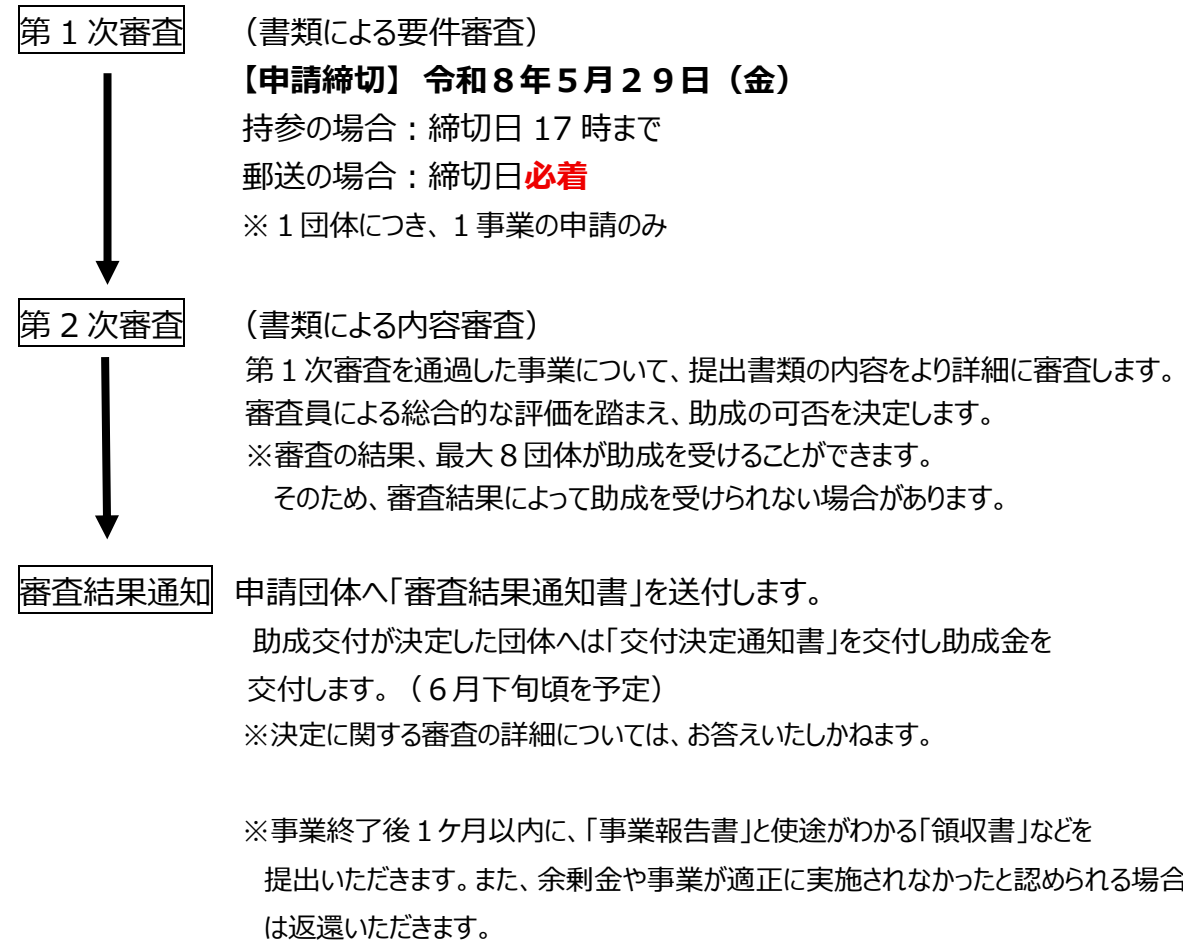 第1次審査 （書類による要件審査）
【申請締切】 令和８年５月２９日（金）
持参の場合：締切日 17 時まで
郵送の場合：締切日必着
※１団体につき、１事業の申請のみ
第２次審査 （書類による内容審査）
第１次審査を通過した事業について、提出書類の内容をより詳細に審査します。
審査員による総合的な評価を踏まえ、助成の可否を決定します。
※審査の結果、最大８団体が助成を受けることができます。
そのため、審査結果によって助成を受けられない場合があります。
審査結果通知 申請団体へ「審査結果通知書」を送付します。
助成交付が決定した団体へは「交付決定通知書」を交付し助成金を
交付します。（６月下旬頃を予定）
※決定に関する審査の詳細については、お答えいたしかねます。
※事業終了後１ケ月以内に、「事業報告書」と使途がわかる「領収書」などを
提出いただきます。また、余剰金や事業が適正に実施されなかったと認められる場合
は返還いただきます。